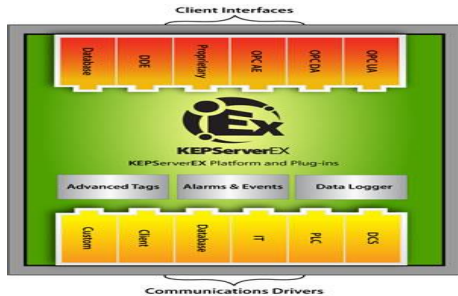 Client Interfaces
Database DDE Proprietary OPC AE OPC DA OPC UA
Ex
KEPServerEX
KEPServerEX Platform and Plug-ins
Advanced Tags Alarms & Events Data Logger
Custom Client Database IT PLC DCS
Communications Drivers